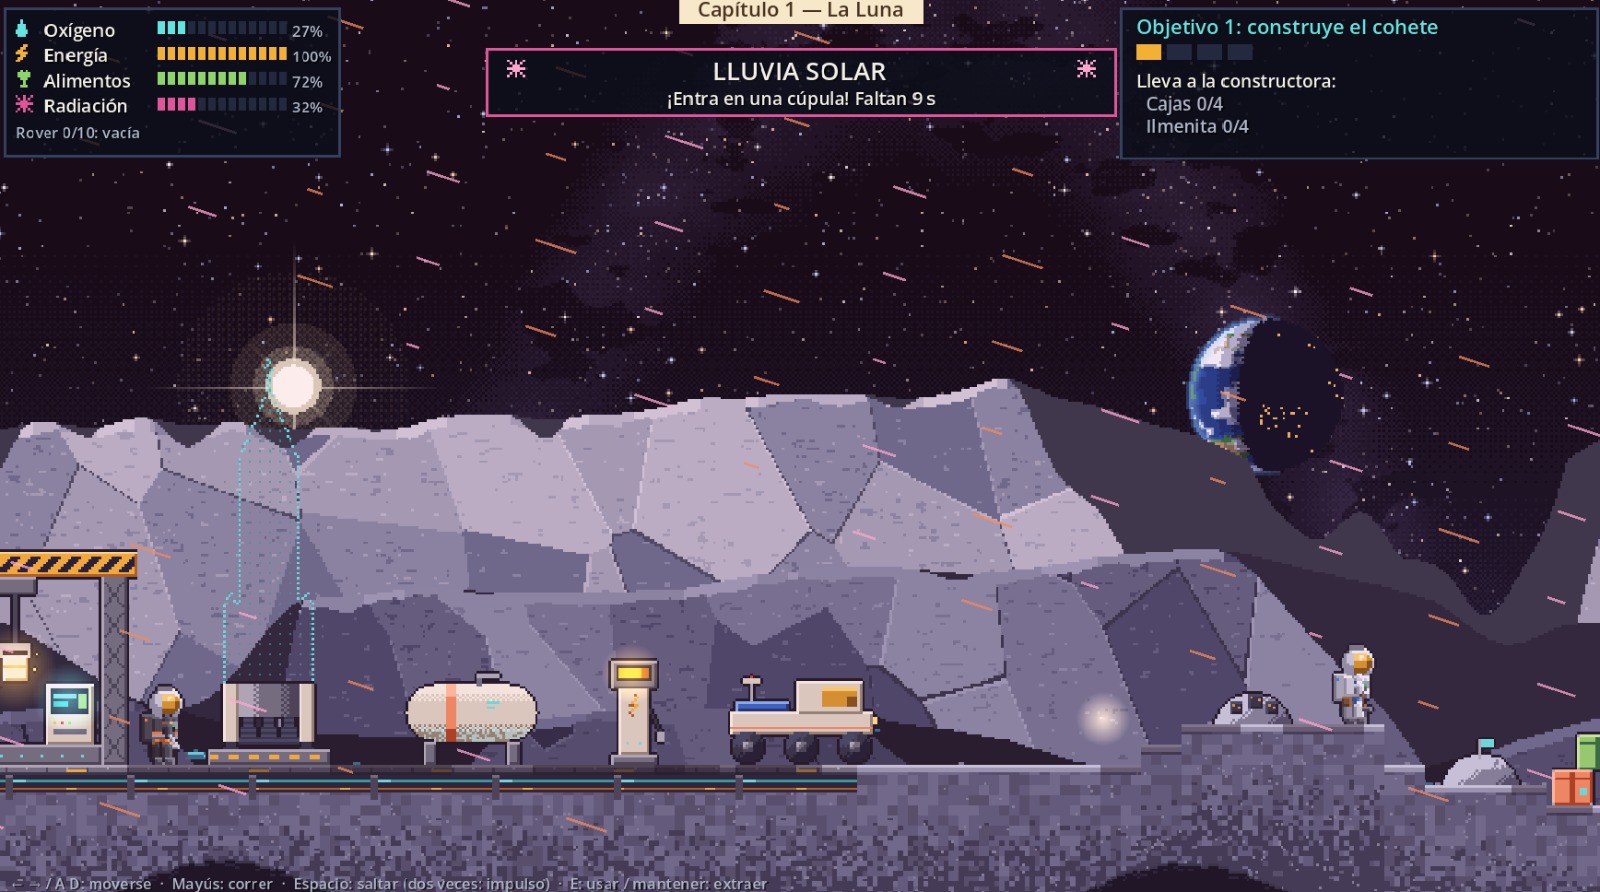 Capítulo 1 — La Luna
Oxígeno 27%
Energía 100%
Alimentos 72%
Radiación 32%
Rover 0/10: vacía
LLUVIA SOLAR
¡Entra en una cúpula! Faltan 9 s
Objetivo 1: construye el cohete
Lleva a la constructora:
Cajas 0/4
Ilmenita 0/4
← → / A D: moverse · Mayús: correr · Espacio: saltar (dos veces: impulso) · E: usar / mantener: extraer